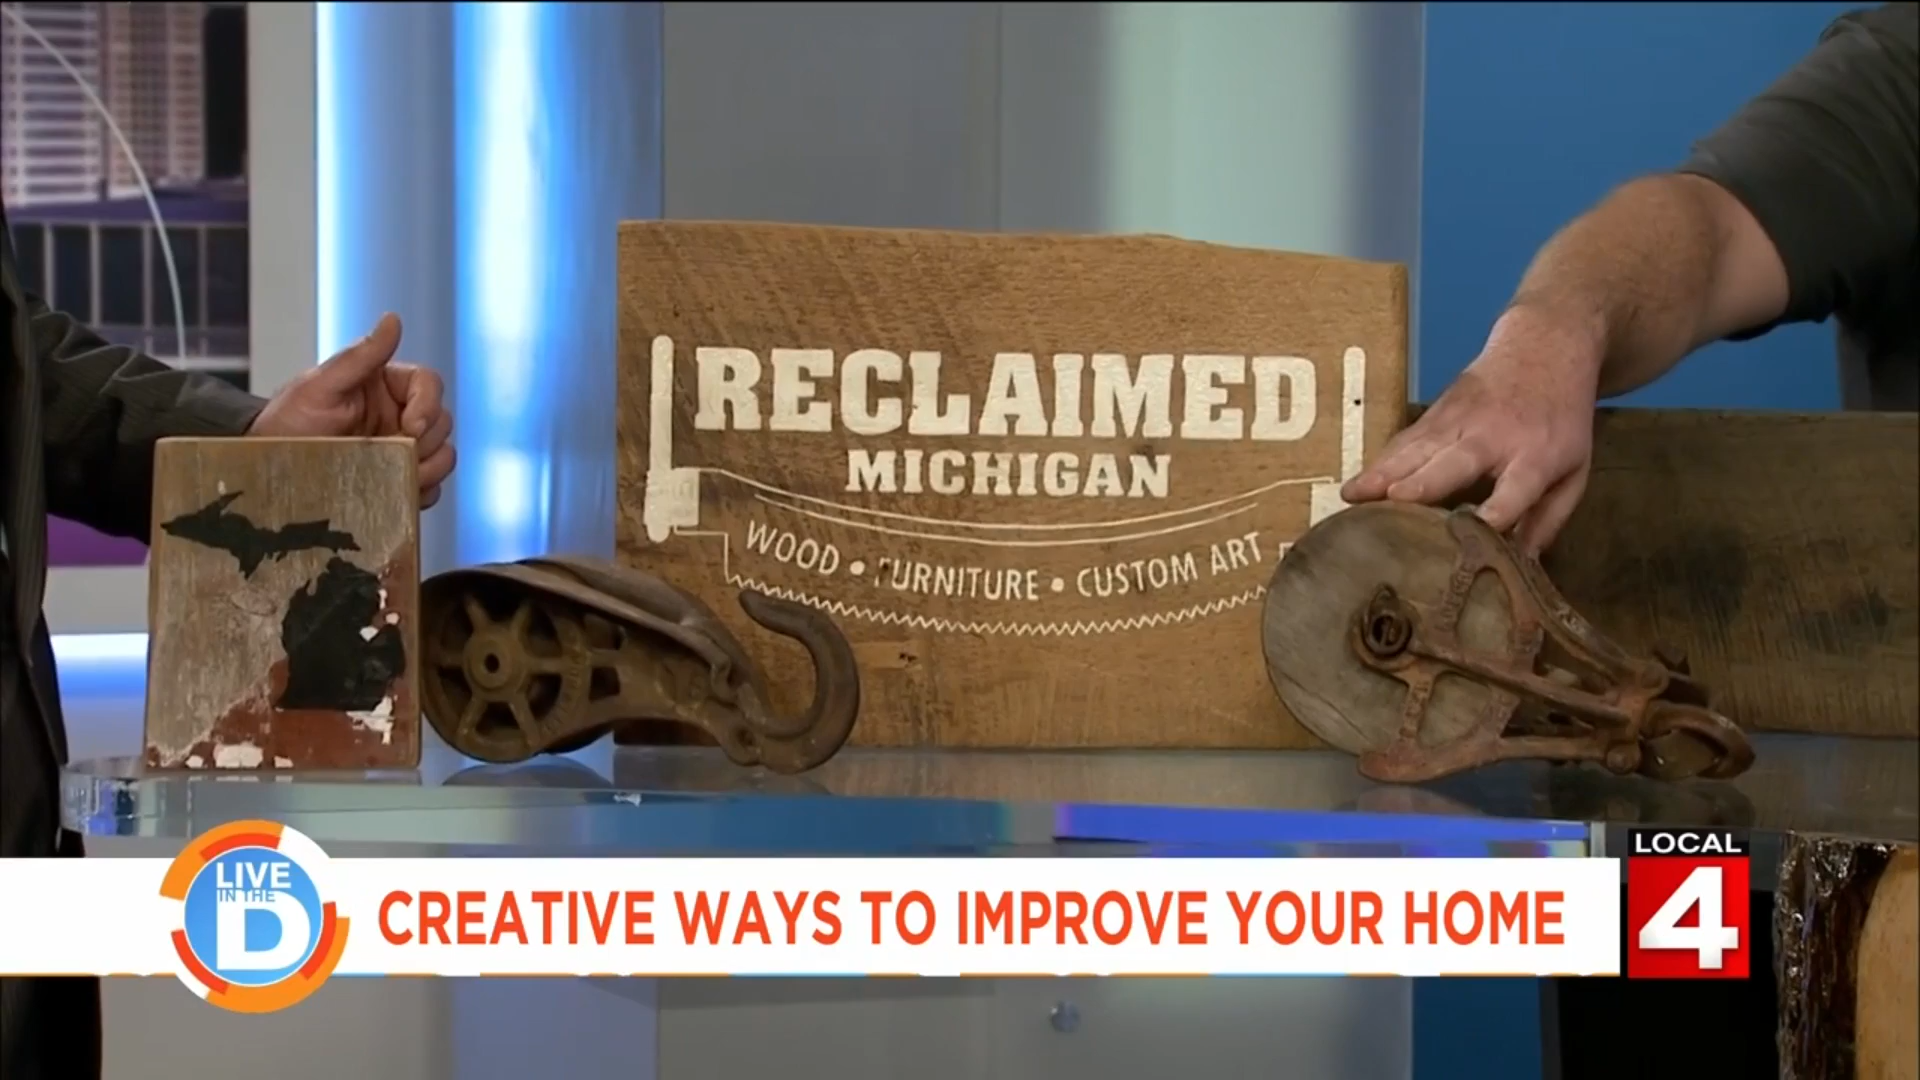 RECLAIMED
MICHIGAN
WOOD • FURNITURE • CUSTOM ART
LIVE
IN THE
D
CREATIVE WAYS TO IMPROVE YOUR HOME
LOCAL
4